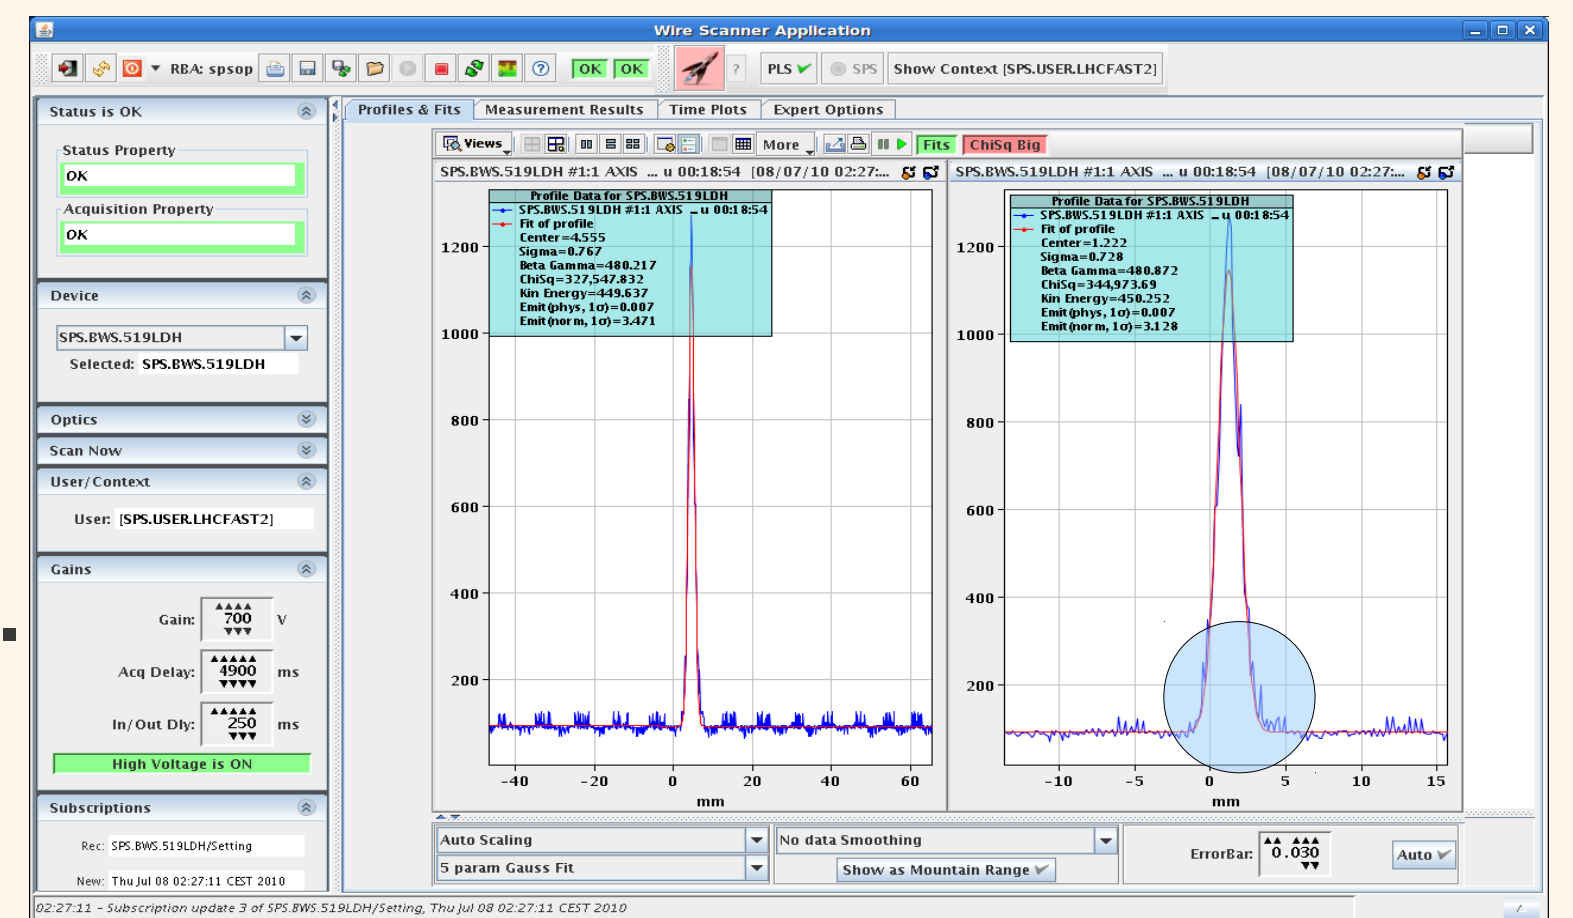 Wire Scanner Application
RBA: spsop
OK OK
?
PLS
SPS
Show Context [SPS.USER.LHCFAST2]
Status is OK
Status Property
OK
Acquisition Property
OK
Device
SPS.BWS.519LDH
Selected: SPS.BWS.519LDH
Optics
Scan Now
User/Context
User: [SPS.USER.LHCFAST2]
Gains
Gain: 700 V
Acq Delay: 4900 ms
In/Out Dly: 250 ms
High Voltage is ON
Subscriptions
Rec: SPS.BWS.519LDH/Setting
New: Thu Jul 08 02:27:11 CEST 2010
Profiles & Fits
Measurement Results
Time Plots
Expert Options
Views
More
Fits
ChiSq Big
SPS.BWS.519LDH #1:1 AXIS ... u 00:18:54 [08/07/10 02:27:...
Profile Data for SPS.BWS.519LDH
SPS.BWS.519LDH #1:1 AXIS ... u 00:18:54
Fit of profile
Center=4.555
Sigma=0.767
Beta Gamma=480.217
ChiSq=327,547.832
Kin Energy=449.637
Emit(phys, 1σ)=0.007
Emit(norm, 1σ)=3.471
1200
1000
800
600
400
200
-40 -20 0 20 40 60
mm
SPS.BWS.519LDH #1:1 AXIS ... u 00:18:54 [08/07/10 02:27:...
Profile Data for SPS.BWS.519LDH
SPS.BWS.519LDH #1:1 AXIS ... u 00:18:54
Fit of profile
Center=1.222
Sigma=0.728
Beta Gamma=480.872
ChiSq=344,973.69
Kin Energy=450.252
Emit(phys, 1σ)=0.007
Emit(norm, 1σ)=3.128
1200
1000
800
600
400
200
-10 -5 0 5 10 15
mm
Auto Scaling
5 param Gauss Fit
No data Smoothing
Show as Mountain Range
ErrorBar: 0.030
Auto
02:27:11 - Subscription update 3 of SPS.BWS.519LDH/Setting, Thu Jul 08 02:27:11 CEST 2010